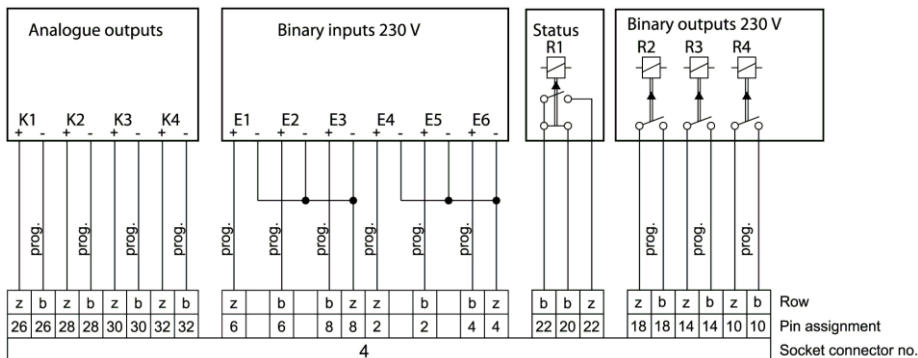 Analogue outputs Binary inputs 230 V Status Binary outputs 230 V
R1 R2 R3 R4
K1 K2 K3 K4 E1 E2 E3 E4 E5 E6
+ - + - + - + - + - + - + - + - + - + -
prog. prog. prog. prog. prog. prog. prog. prog. prog. prog. prog. prog. prog.
z b z b z b z b z b b z z b b z b b z z b z b z b Row
26 26 28 28 30 30 32 32 6 6 8 8 2 2 4 4 22 20 22 18 18 14 14 10 10 Pin assignment
4 Socket connector no.